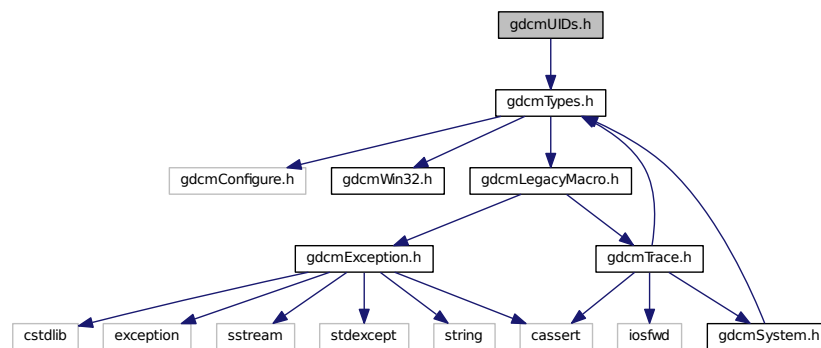 gdcmUIDs.h
gdcmTypes.h
gdcmConfigure.h
gdcmWin32.h
gdcmLegacyMacro.h
gdcmException.h
gdcmTrace.h
cstdlib
exception
sstream
stdexcept
string
cassert
iosfwd
gdcmSystem.h